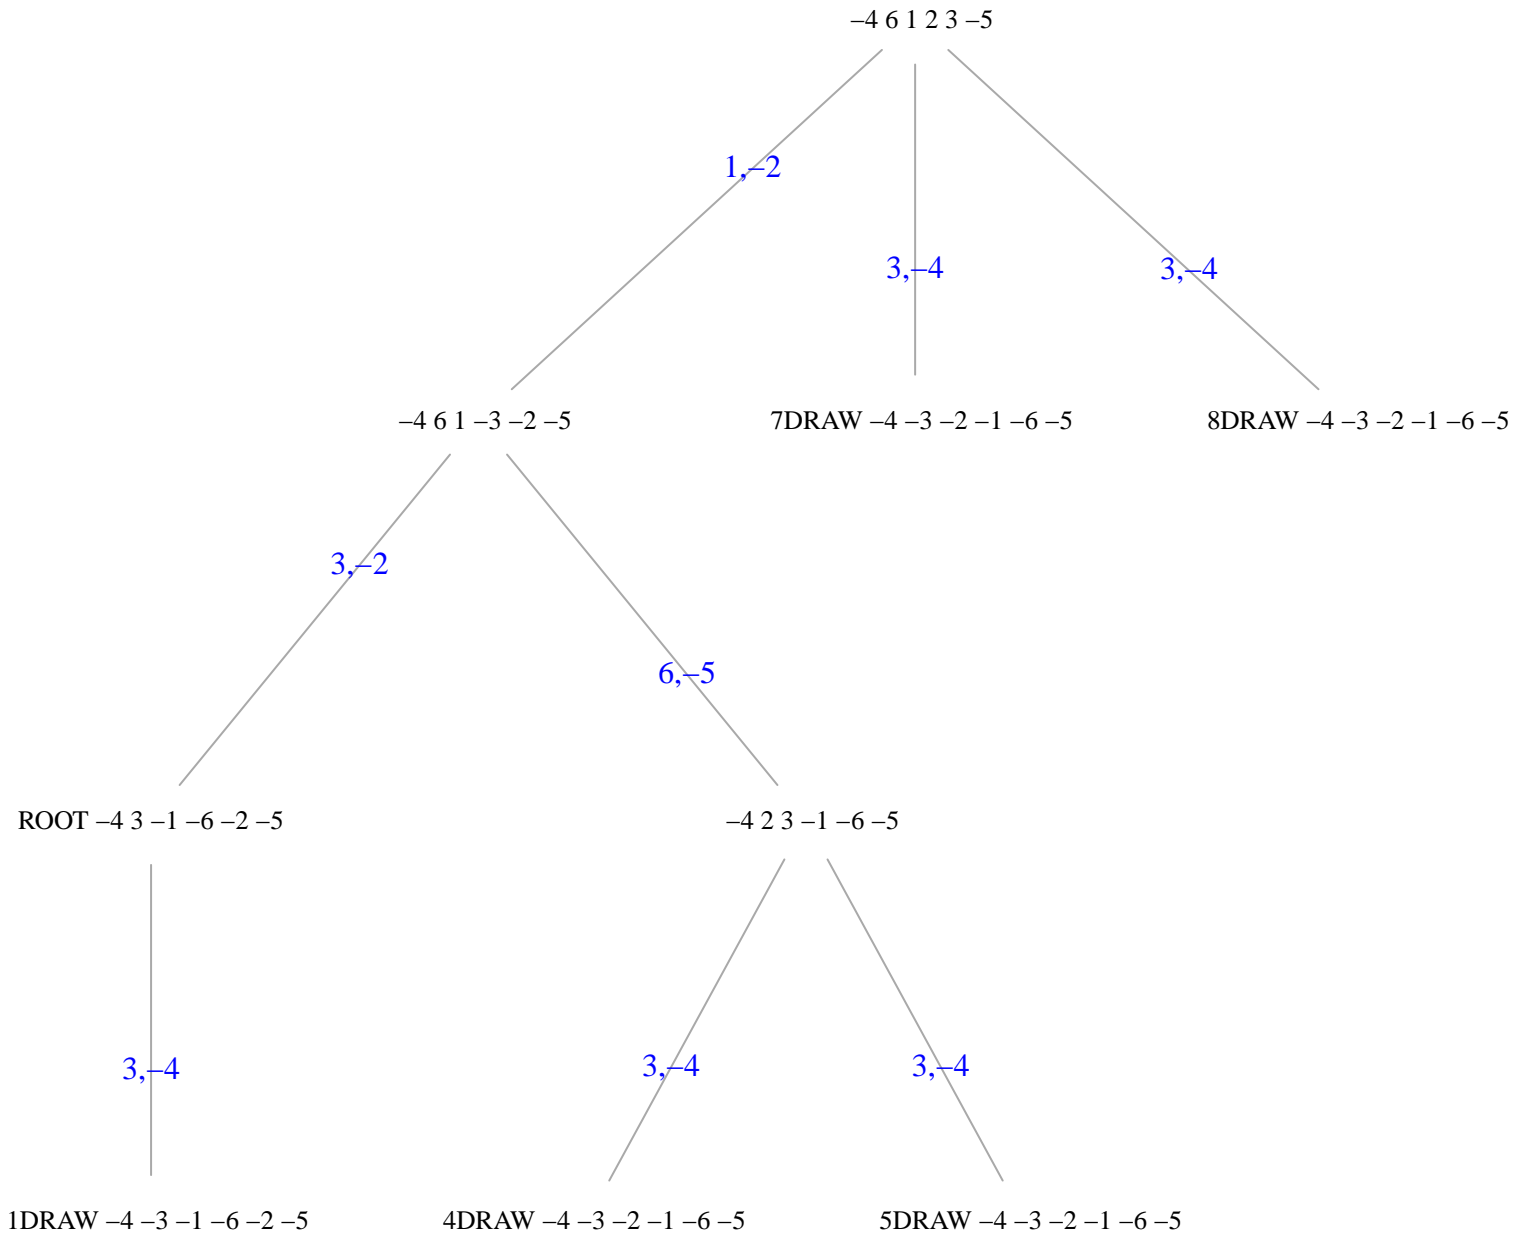 –4 6 1 2 3 –5
1,–2
3,–4
3,–4
–4 6 1 –3 –2 –5
7DRAW –4 –3 –2 –1 –6 –5
8DRAW –4 –3 –2 –1 –6 –5
3,–2
6,–5
ROOT –4 3 –1 –6 –2 –5
–4 2 3 –1 –6 –5
3,–4
3,–4
3,–4
1DRAW –4 –3 –1 –6 –2 –5
4DRAW –4 –3 –2 –1 –6 –5
5DRAW –4 –3 –2 –1 –6 –5